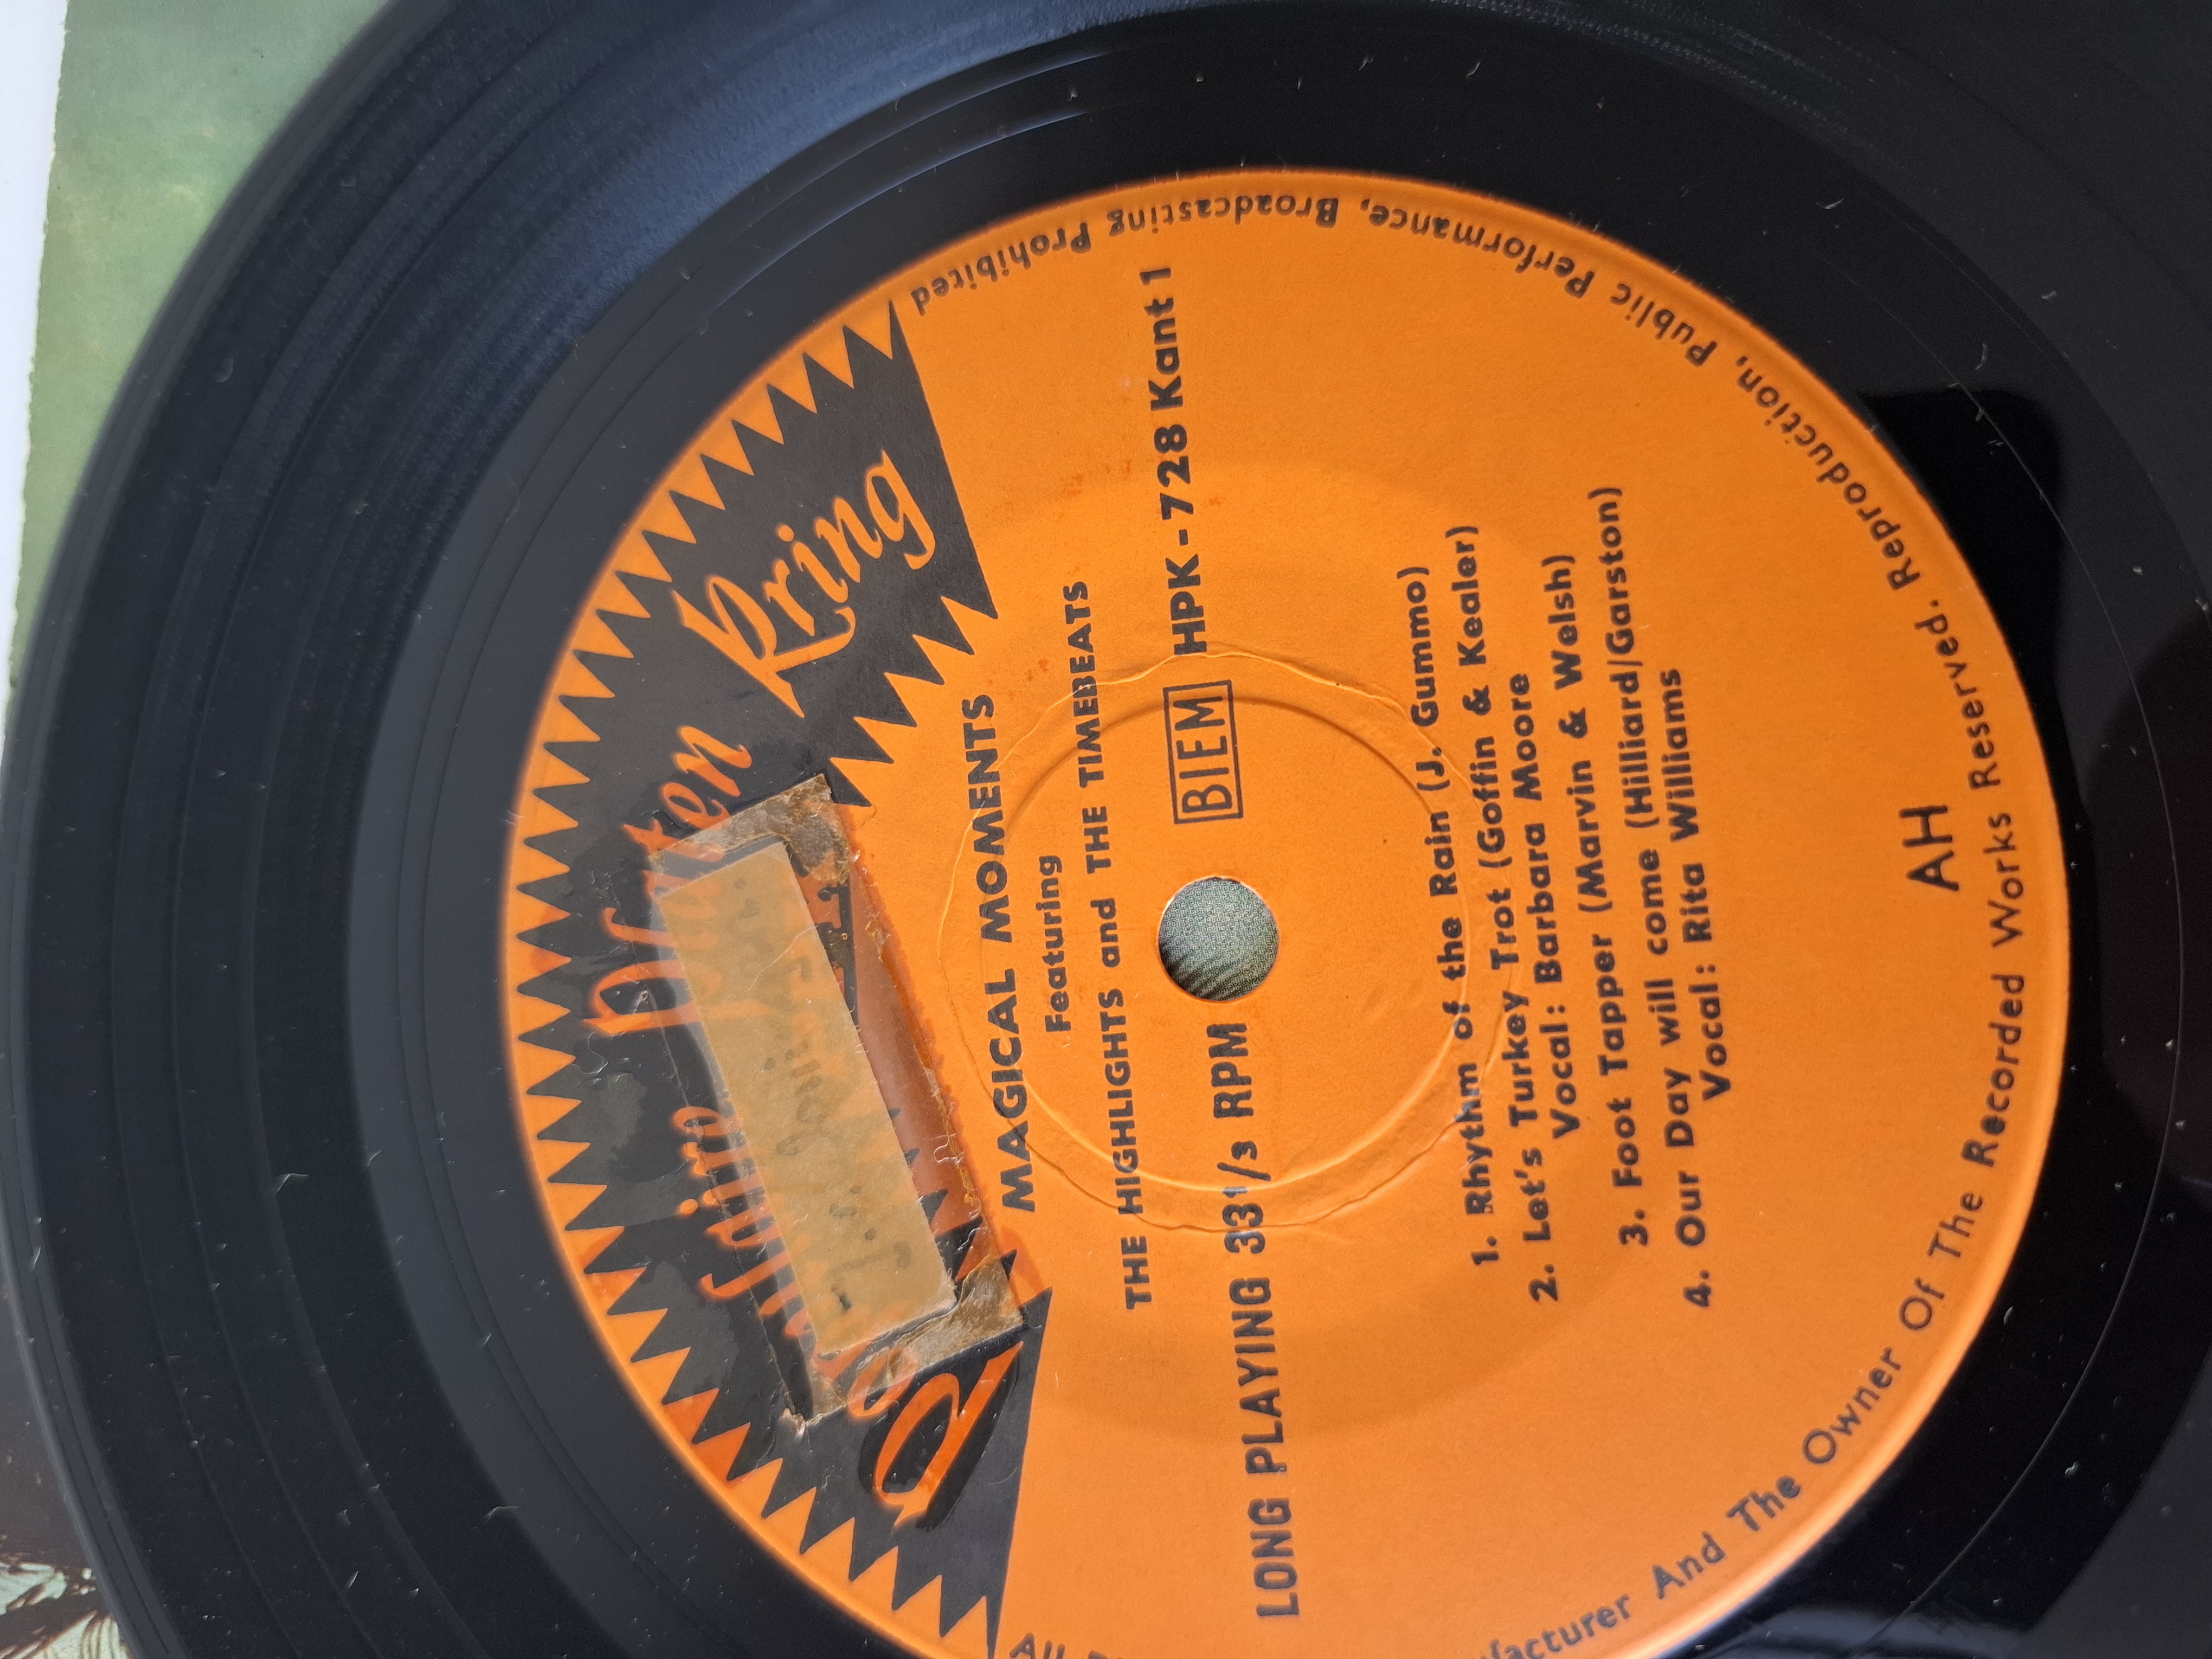 Platen Kring
MAGICAL MOMENTS
Featuring
THE HIGHLIGHTS and THE TIMEBEATS
LONG PLAYING 33 1/3 RPM BIEM HPK-728 Kant 1
1. Rhythm of the Rain (J. Gummo)
2. Let's Turkey Trot (Goffin & Kealer)
Vocal: Barbara Moore
3. Foot Tapper (Marvin & Welsh)
4. Our Day will come (Hilliard/Garston)
Vocal: Rita Williams
AH
All
And The Owner Of The Recorded Works Reserved. Reproduction, Public Performance, Broadcasting Prohibited